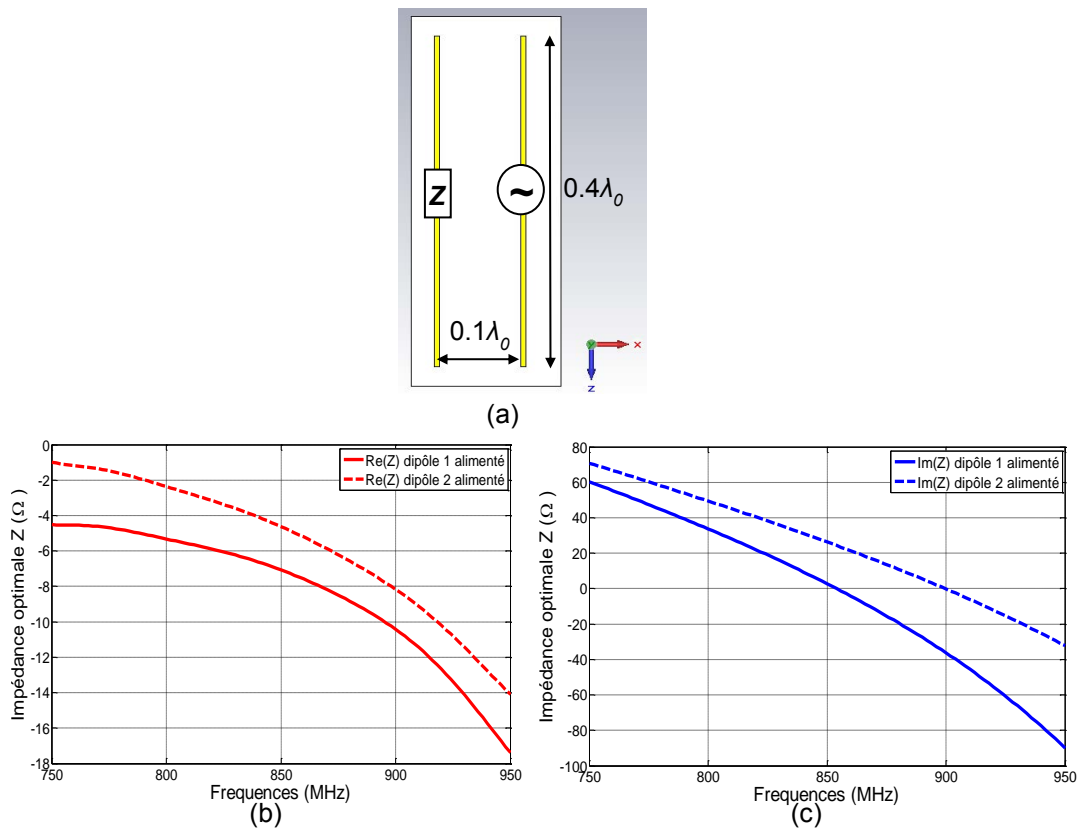 Z
~
0.4λ0
0.1λ0
x
z
(a)
Impédance optimale Z (Ω)
0
-2
-4
-6
-8
-10
-12
-14
-16
-18
750
800
850
900
950
Frequences (MHz)
Re(Z) dipôle 1 alimenté
Re(Z) dipôle 2 alimenté
(b)
Impédance optimale Z (Ω)
80
60
40
20
0
-20
-40
-60
-80
-100
750
800
850
900
950
Frequences (MHz)
Im(Z) dipôle 1 alimenté
Im(Z) dipôle 2 alimenté
(c)